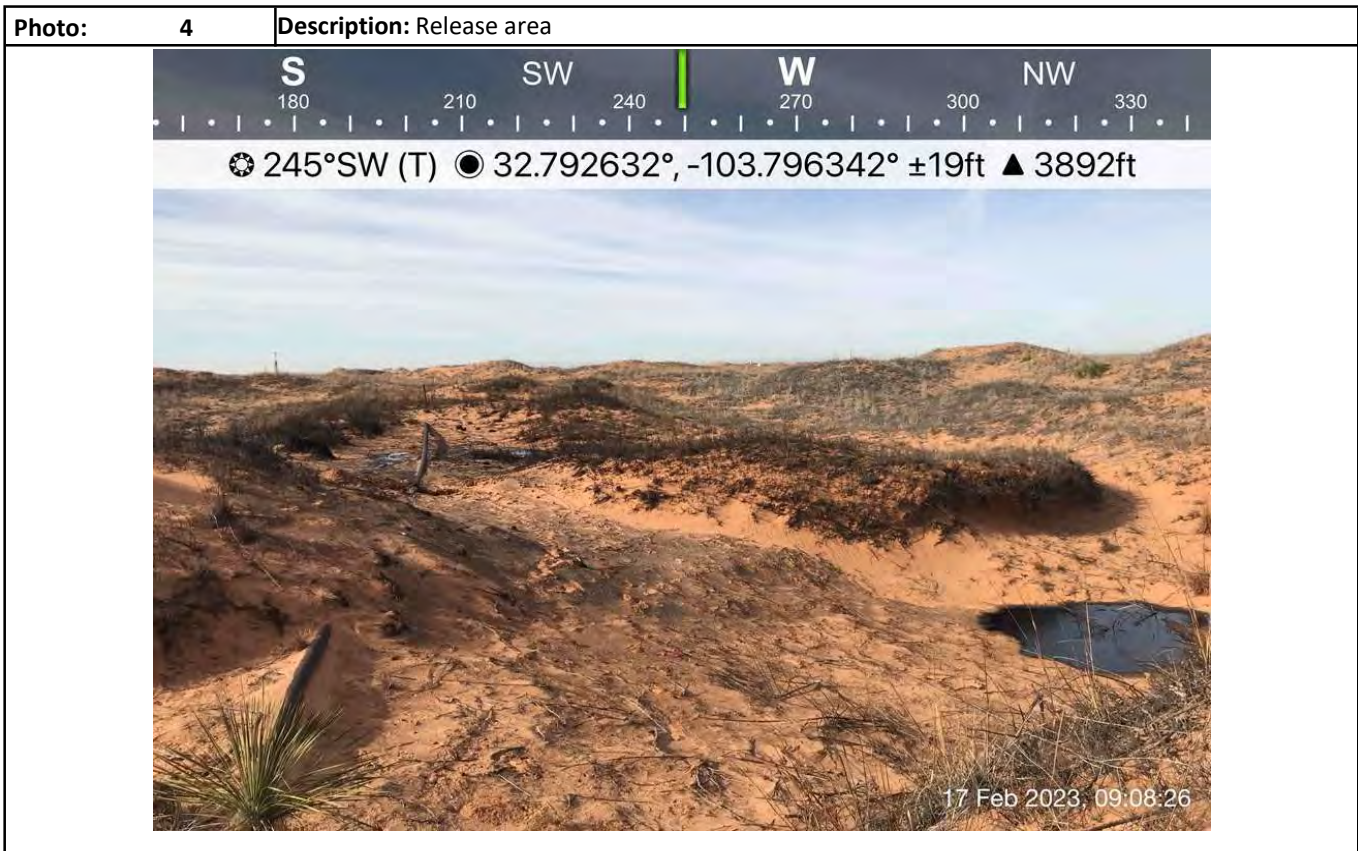 Photo: 4 Description: Release area
S SW W NW
180 210 240 270 300 330
245°SW (T) 32.792632°, -103.796342° ±19ft ▲ 3892ft
17 Feb 2023, 09:08:26